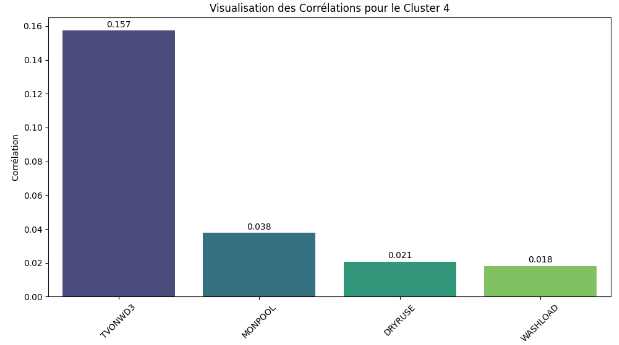 Visualisation des Corrélations pour le Cluster 4
Corrélation
0.16
0.14
0.12
0.10
0.08
0.06
0.04
0.02
0.00
0.157
0.038
0.021
0.018
TVONWD3
MONPOOL
DRYRUSE
WASHLOAD